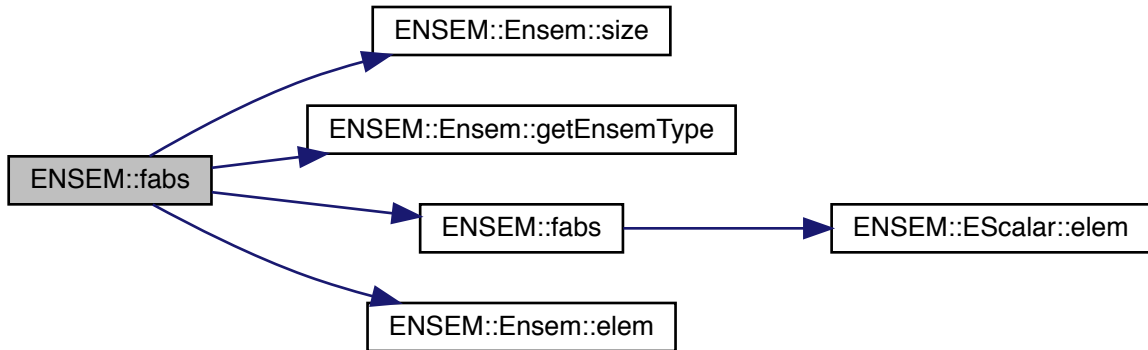 ENSEM::Ensem::size
ENSEM::Ensem::getEnsemType
ENSEM::fabs
ENSEM::fabs
ENSEM::EScalar::elem
ENSEM::Ensem::elem